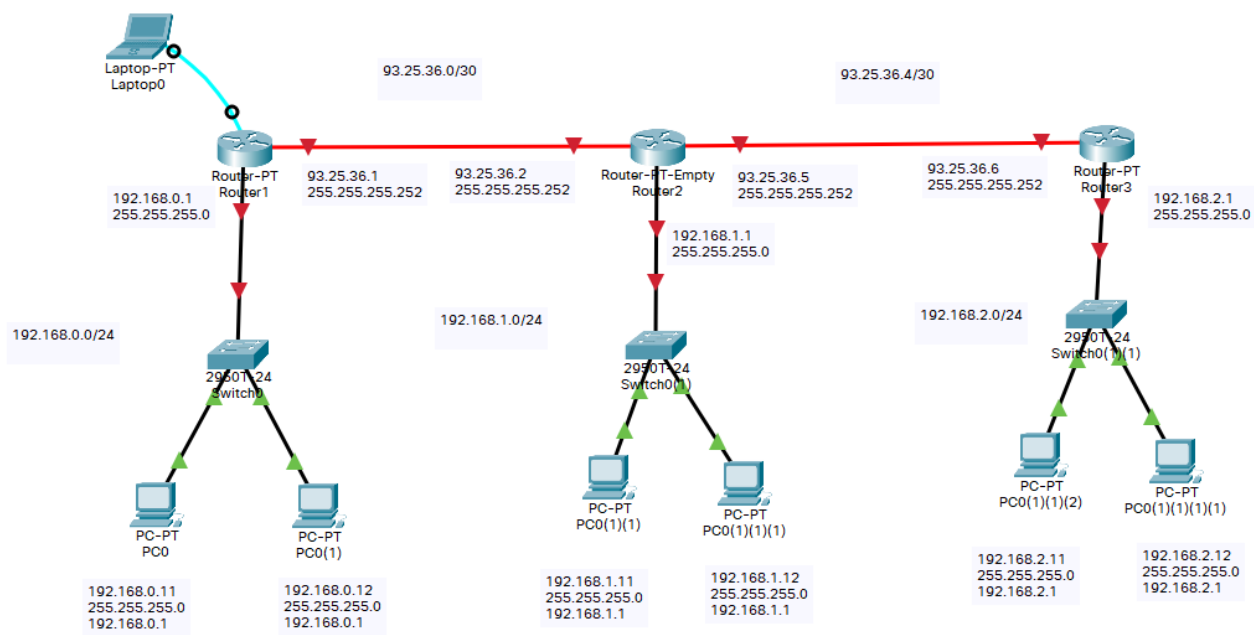 Laptop-PT
Laptop0
93.25.36.0/30
93.25.36.4/30
Router-PT
Router1
93.25.36.1
255.255.255.252
93.25.36.2
255.255.255.252
Router-PT-Empty
Router2
93.25.36.5
255.255.255.252
93.25.36.6
255.255.255.252
Router-PT
Router3
192.168.0.1
255.255.255.0
192.168.1.1
255.255.255.0
192.168.2.1
255.255.255.0
192.168.0.0/24
192.168.1.0/24
192.168.2.0/24
2950T-24
Switch0
2950T-24
Switch0(1)
2950T-24
Switch0(1)(1)
PC-PT
PC0
PC-PT
PC0(1)
PC-PT
PC0(1)(1)
PC-PT
PC0(1)(1)(1)
PC-PT
PC0(1)(1)(2)
PC-PT
PC0(1)(1)(1)(1)
192.168.0.11
255.255.255.0
192.168.0.1
192.168.0.12
255.255.255.0
192.168.0.1
192.168.1.11
255.255.255.0
192.168.1.1
192.168.1.12
255.255.255.0
192.168.1.1
192.168.2.11
255.255.255.0
192.168.2.1
192.168.2.12
255.255.255.0
192.168.2.1